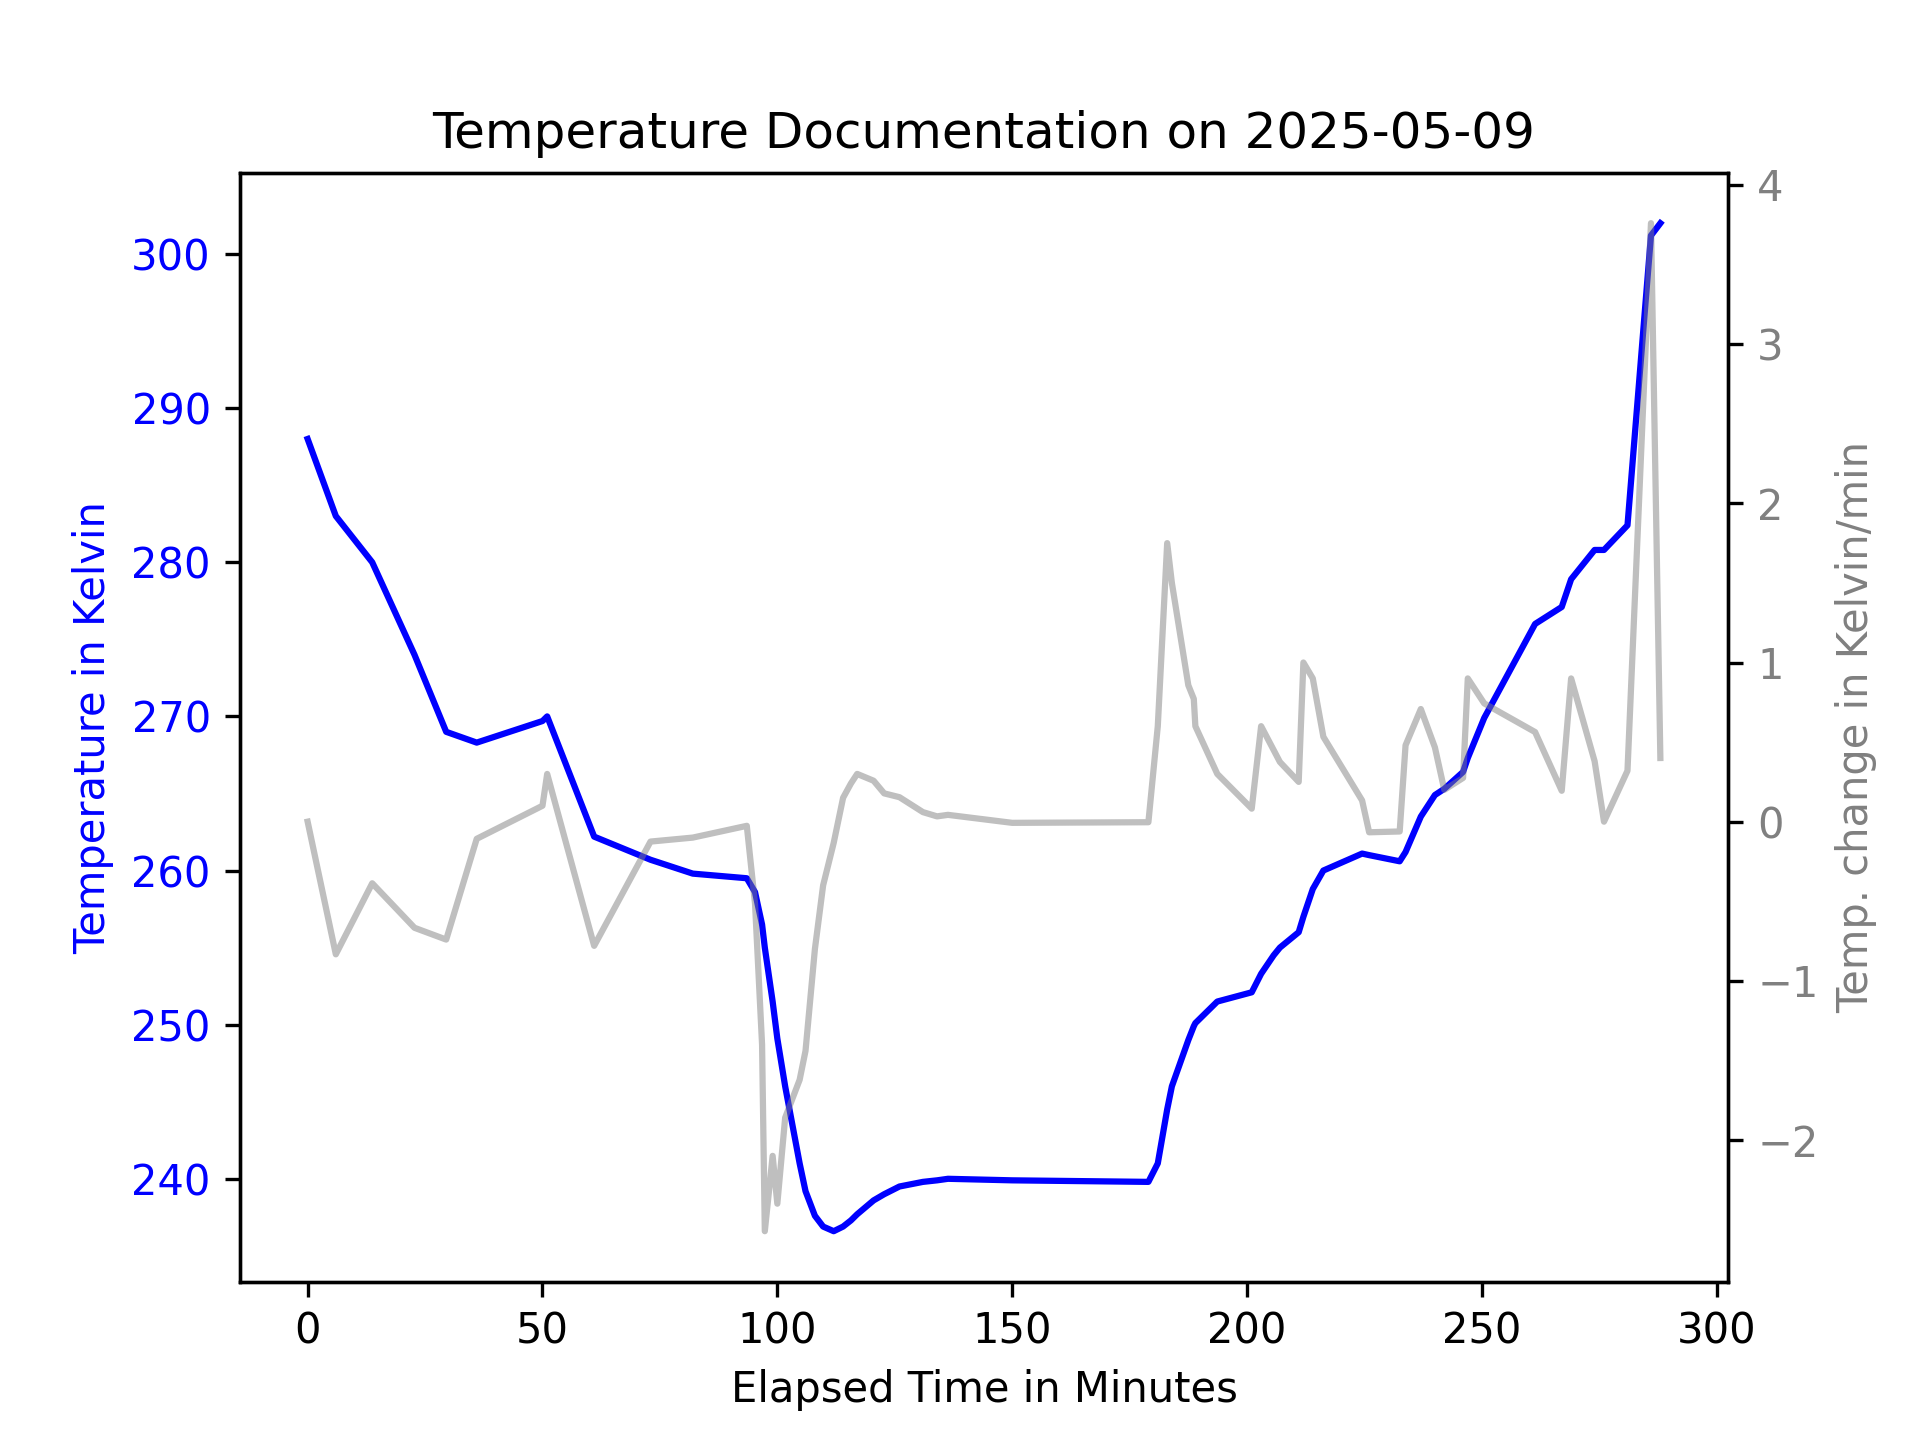 Temperature Documentation on 2025-05-09
Temperature in Kelvin
300
290
280
270
260
250
240
4
3
2
1
0
−1
−2
Temp. change in Kelvin/min
0 50 100 150 200 250 300
Elapsed Time in Minutes